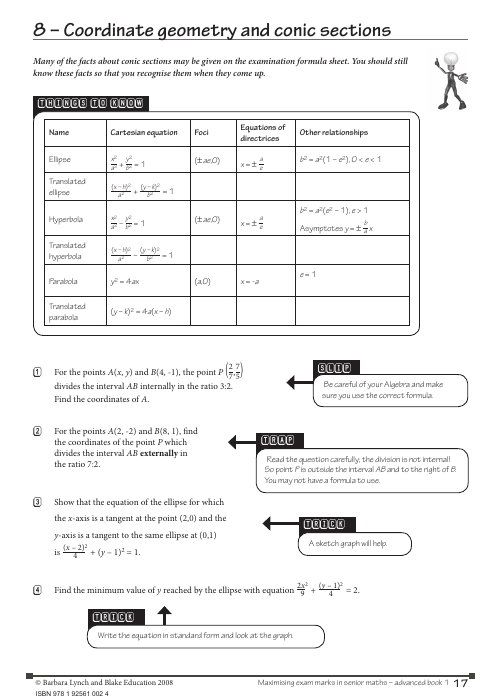 8 – Coordinate geometry and conic sections
Many of the facts about conic sections may be given on the examination formula sheet. You should still
know these facts so that you recognise them when they come up.
THINGS TO KNOW
Name Cartesian equation Foci Equations of directrices Other relationships
Ellipse x²/a² + y²/b² = 1 (±ae,0) x = ± a/e b² = a²(1 − e²), 0 < e < 1
Translated ellipse (x − h)²/a² + (y − k)²/b² = 1
Hyperbola x²/a² − y²/b² = 1 (±ae,0) x = ± a/e b² = a²(e² − 1), e > 1
Asymptotes y = ± b/a x
Translated hyperbola (x − h)²/a² − (y − k)²/b² = 1
Parabola y² = 4ax (a,0) x = -a e = 1
Translated parabola (y − k)² = 4a(x − h)
1 For the points A(x, y) and B(4, -1), the point P
divides the interval AB internally in the ratio 3:2.
Find the coordinates of A.
SLIP
Be careful of your Algebra and make
sure you use the correct formula.
2 For the points A(2, -2) and B(8, 1), find
the coordinates of the point P which
divides the interval AB externally in
the ratio 7:2.
TRAP
Read the question carefully, the division is not internal!
So point P is outside the interval AB and to the right of B.
You may not have a formula to use.
3 Show that the equation of the ellipse for which
the x-axis is a tangent at the point (2,0) and the
y-axis is a tangent to the same ellipse at (0,1)
is (x − 2)²/4 + (y − 1)² = 1.
TRICK
A sketch graph will help.
4 Find the minimum value of y reached by the ellipse with equation 2x²/9 + (y − 1)²/4 = 2.
TRICK
Write the equation in standard form and look at the graph.
© Barbara Lynch and Blake Education 2008
Maximising exam marks in senior maths – advanced book 1 17
ISBN 978 1 92561 002 4